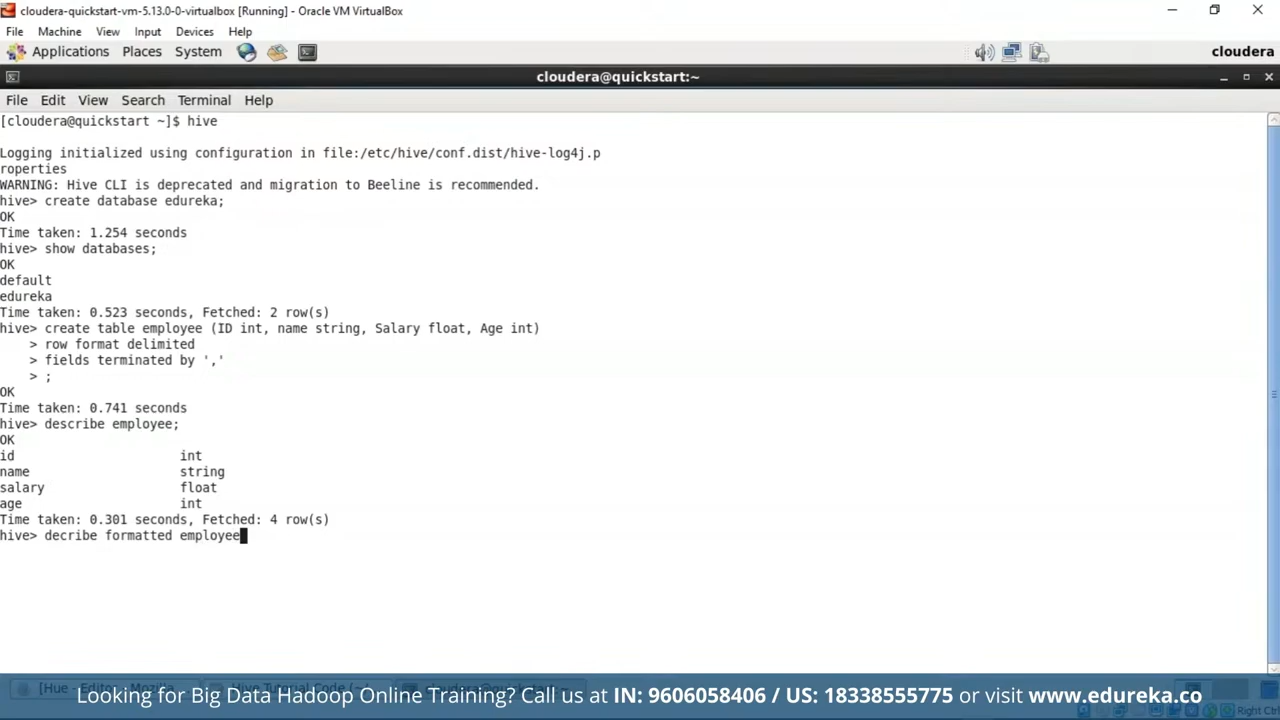 cloudera-quickstart-vm-5.13.0-0-virtualbox [Running] - Oracle VM VirtualBox
File Machine View Input Devices Help
Applications Places System cloudera
cloudera@quickstart:~
File Edit View Search Terminal Help
[cloudera@quickstart ~]$ hive
Logging initialized using configuration in file:/etc/hive/conf.dist/hive-log4j.p
roperties
WARNING: Hive CLI is deprecated and migration to Beeline is recommended.
hive> create database edureka;
OK
Time taken: 1.254 seconds
hive> show databases;
OK
default
edureka
Time taken: 0.523 seconds, Fetched: 2 row(s)
hive> create table employee (ID int, name string, Salary float, Age int)
    > row format delimited
    > fields terminated by ','
    > ;
OK
Time taken: 0.741 seconds
hive> describe employee;
OK
id int
name string
salary float
age int
Time taken: 0.301 seconds, Fetched: 4 row(s)
hive> decribe formatted employee
Looking for Big Data Hadoop Online Training? Call us at IN: 9606058406 / US: 18338555775 or visit www.edureka.co
Right Ctrl